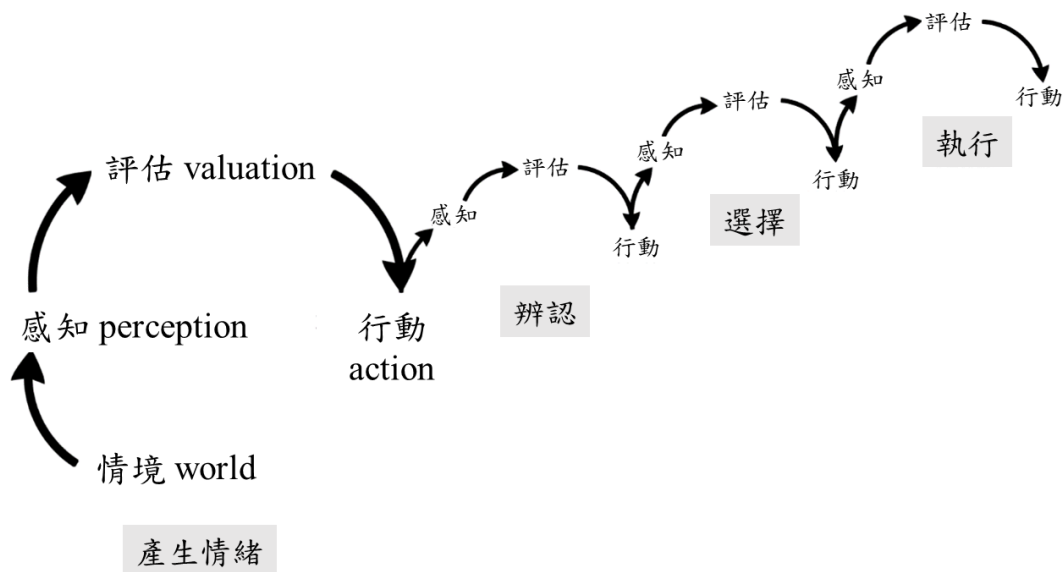 評估
感知
行動
執行
評估
感知
行動
選擇
評估 valuation
評估
感知
行動
辨認
感知 perception
行動
action
情境 world
產生情緒